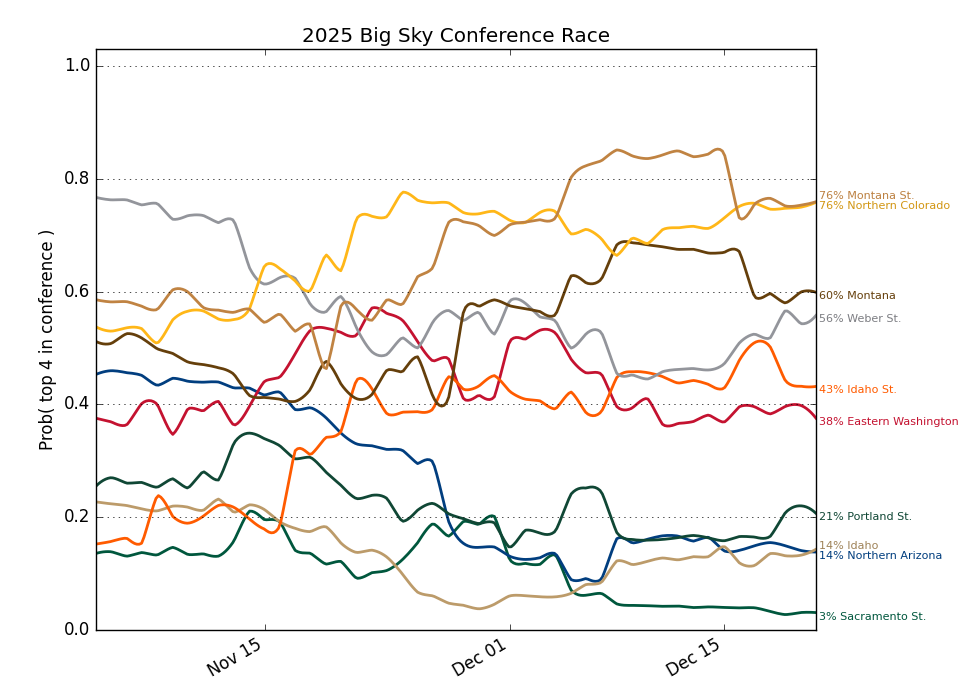 2025 Big Sky Conference Race
Prob( top 4 in conference )
1.0
0.8
0.6
0.4
0.2
0.0
Nov 15
Dec 01
Dec 15
76% Montana St.
76% Northern Colorado
60% Montana
56% Weber St.
43% Idaho St.
38% Eastern Washington
21% Portland St.
14% Idaho
14% Northern Arizona
3% Sacramento St.